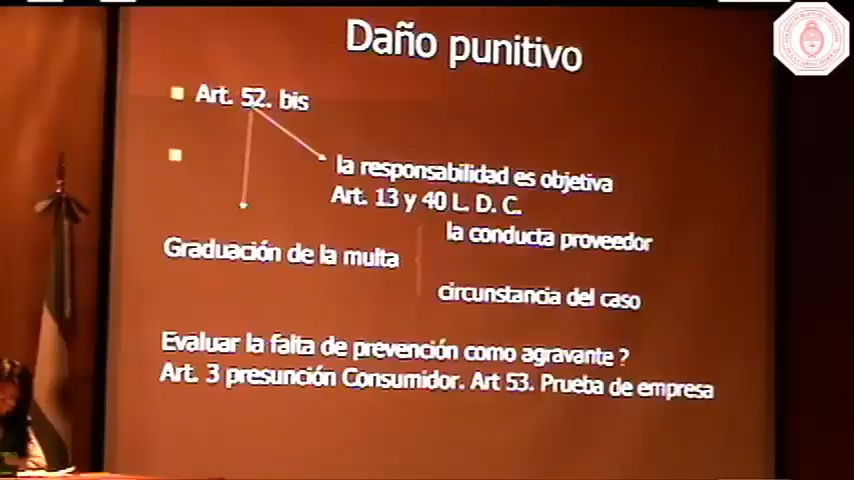 Daño punitivo
Art. 52. bis
la responsabilidad es objetiva
Art. 13 y 40 L. D. C.
la conducta proveedor
Graduación de la multa
circunstancia del caso
Evaluar la falta de prevención como agravante ?
Art. 3 presunción Consumidor. Art 53. Prueba de empresa